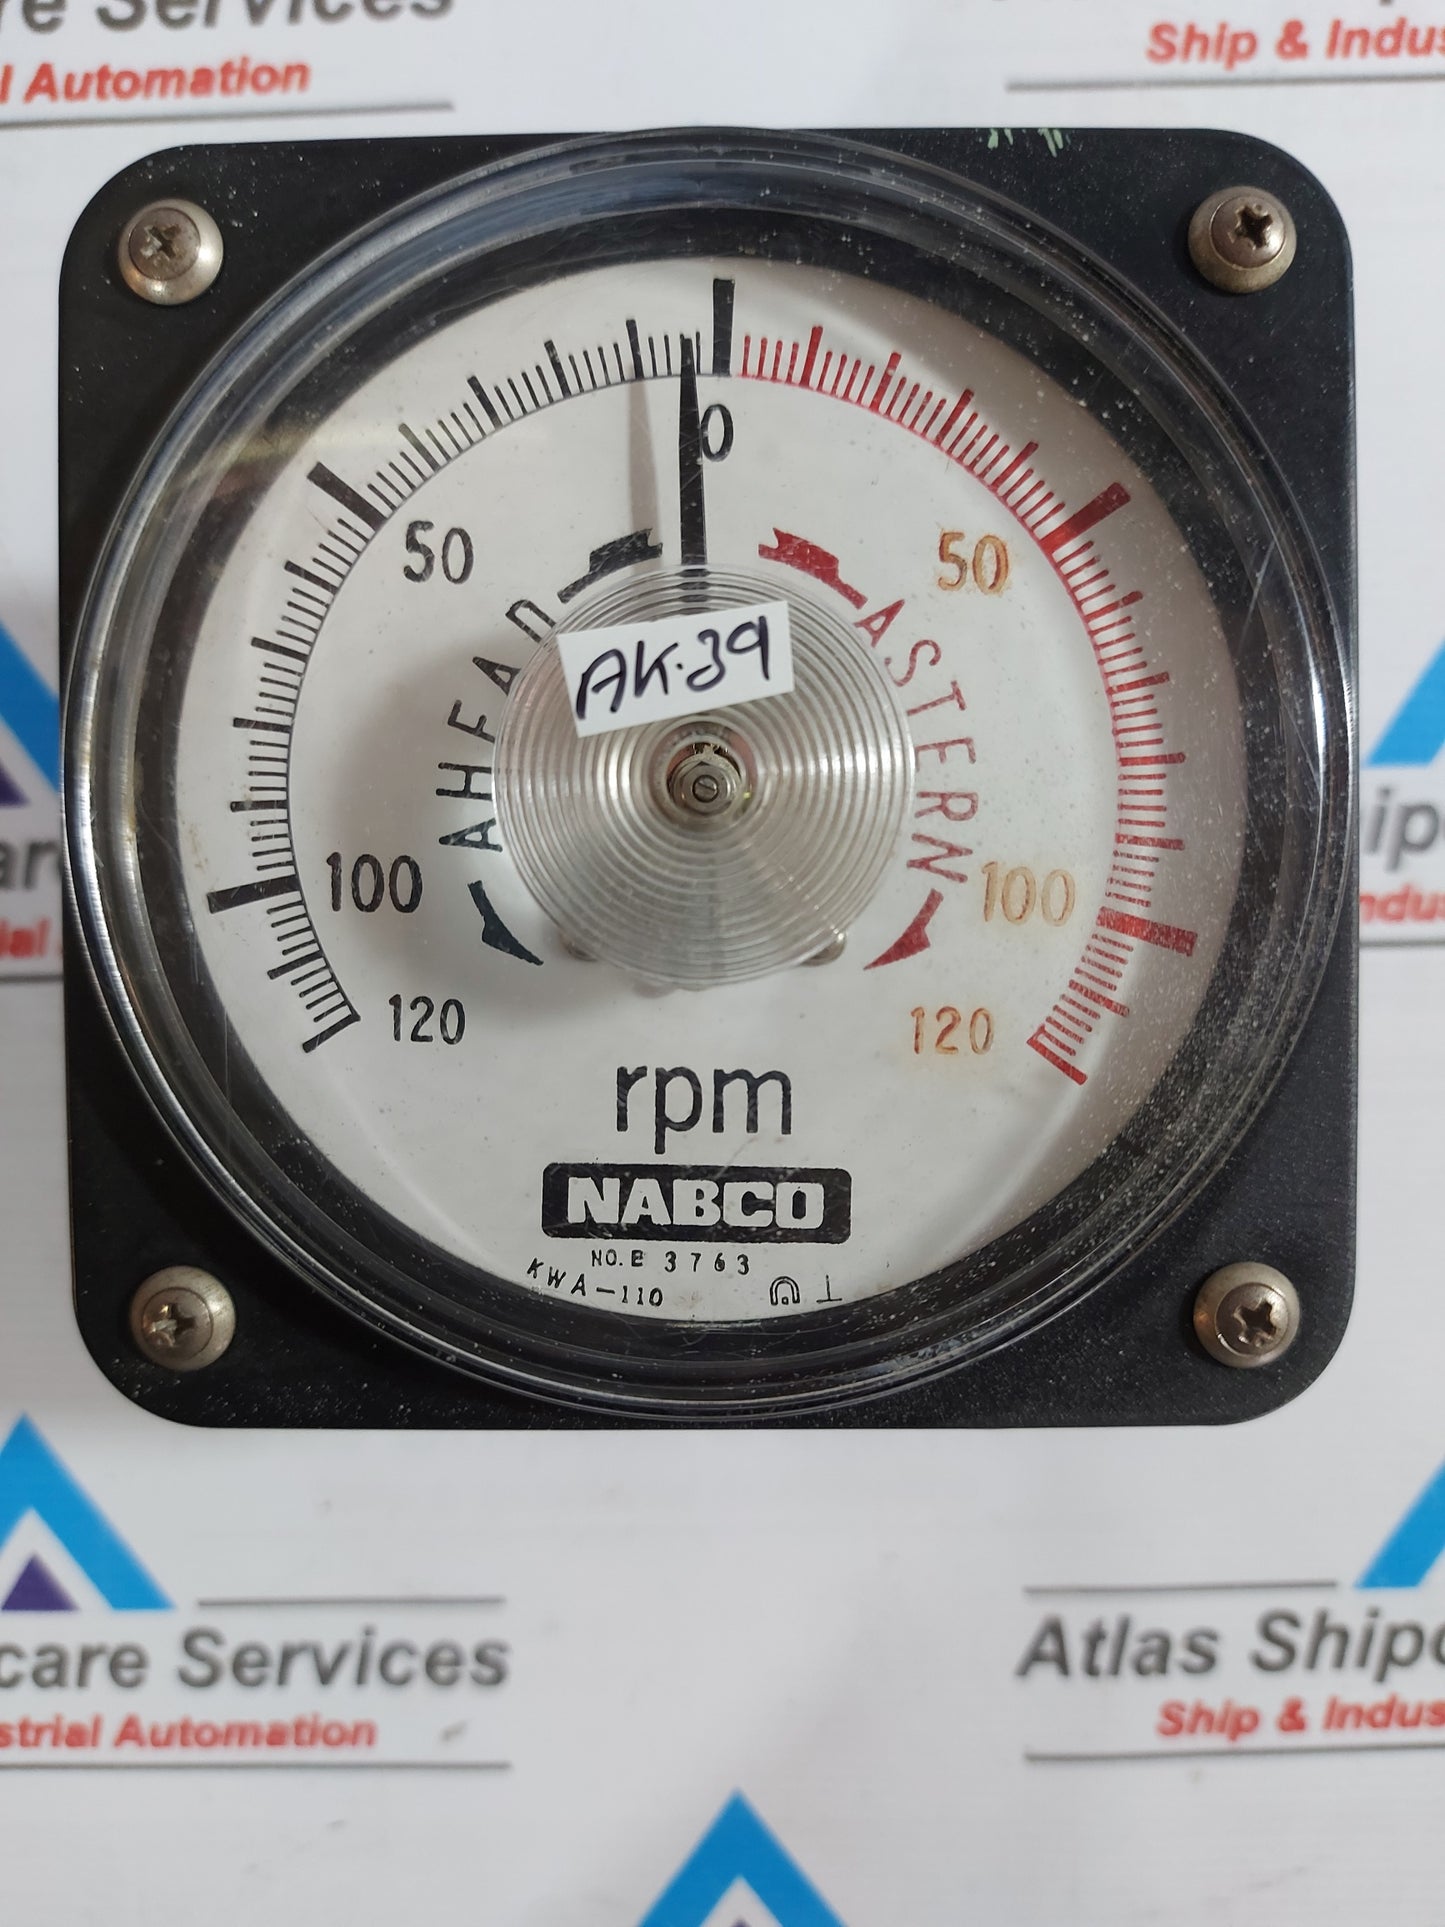 re Services
l Automation
Ship & Indus
0
50
50
AHEAD
ASTERN
AK-39
100
100
120
120
rpm
NABCO
NO.E 3763
KWA-110
care Services
strial Automation
Atlas Shipc
Ship & Indus